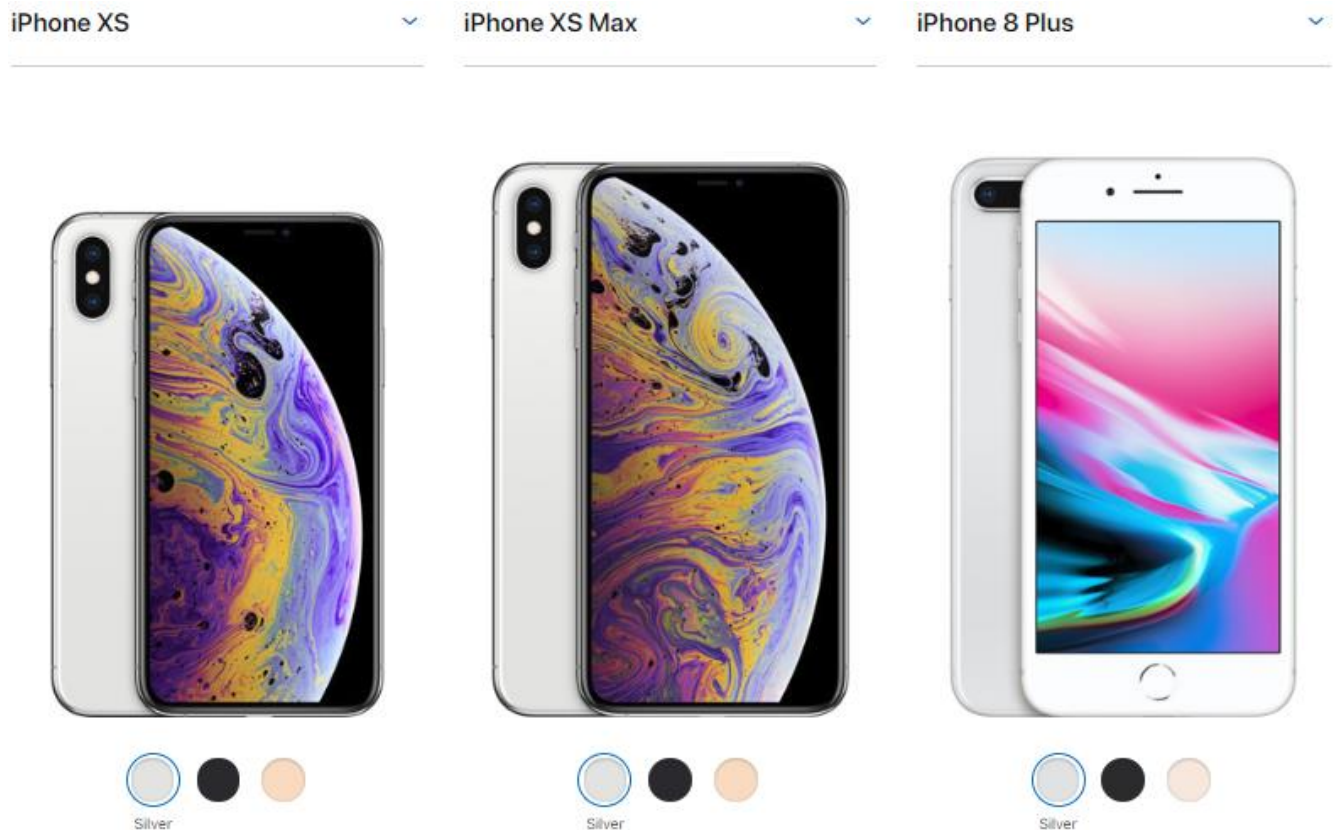 iPhone XS
iPhone XS Max
iPhone 8 Plus
Silver
Silver
Silver